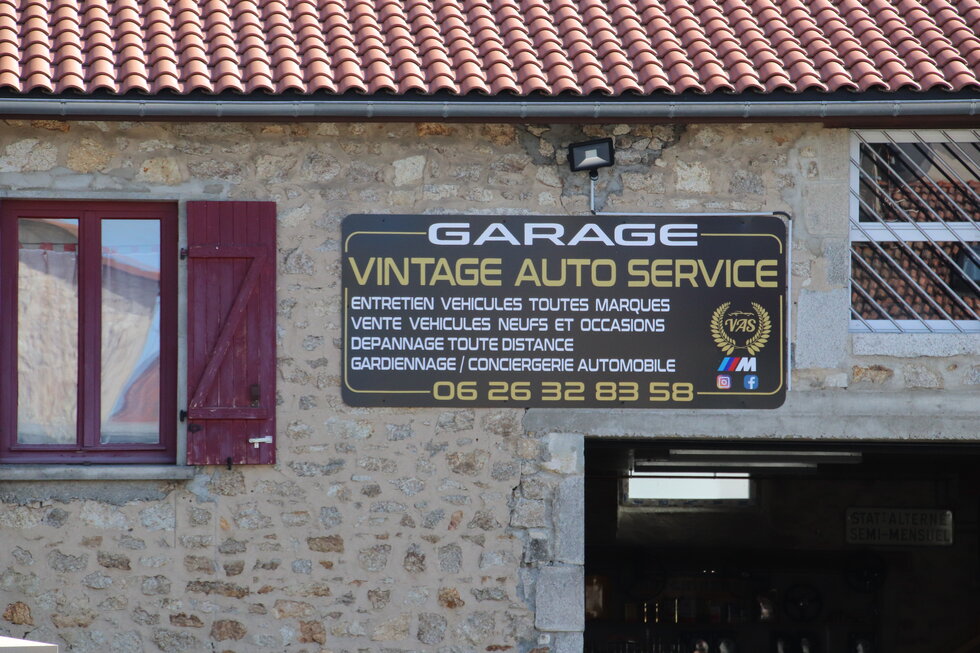 GARAGE
VINTAGE AUTO SERVICE
ENTRETIEN VEHICULES TOUTES MARQUES
VENTE VEHICULES NEUFS ET OCCASIONS
DEPANNAGE TOUTE DISTANCE
GARDIENNAGE / CONCIERGERIE AUTOMOBILE
VAS
M
06 26 32 83 58
STATT ALTERNE
SEMI-MENSUEL